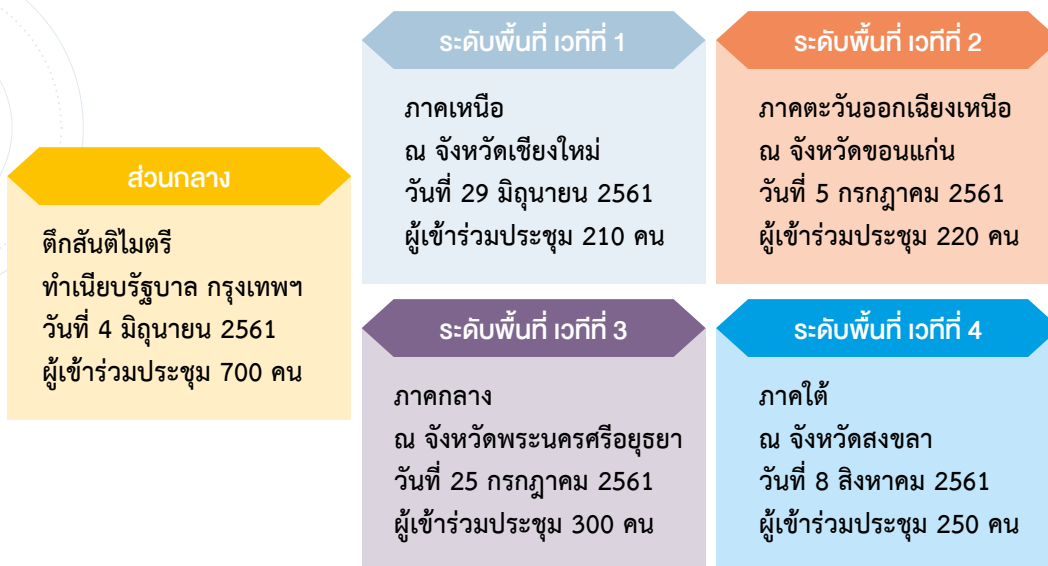 ส่วนกลาง
ตึกสันติไมตรี
ทำเนียบรัฐบาล กรุงเทพฯ
วันที่ 4 มิถุนายน 2561
ผู้เข้าร่วมประชุม 700 คน
ระดับพื้นที่ เวทีที่ 1
ภาคเหนือ
ณ จังหวัดเชียงใหม่
วันที่ 29 มิถุนายน 2561
ผู้เข้าร่วมประชุม 210 คน
ระดับพื้นที่ เวทีที่ 2
ภาคตะวันออกเฉียงเหนือ
ณ จังหวัดขอนแก่น
วันที่ 5 กรกฎาคม 2561
ผู้เข้าร่วมประชุม 220 คน
ระดับพื้นที่ เวทีที่ 3
ภาคกลาง
ณ จังหวัดพระนครศรีอยุธยา
วันที่ 25 กรกฎาคม 2561
ผู้เข้าร่วมประชุม 300 คน
ระดับพื้นที่ เวทีที่ 4
ภาคใต้
ณ จังหวัดสงขลา
วันที่ 8 สิงหาคม 2561
ผู้เข้าร่วมประชุม 250 คน